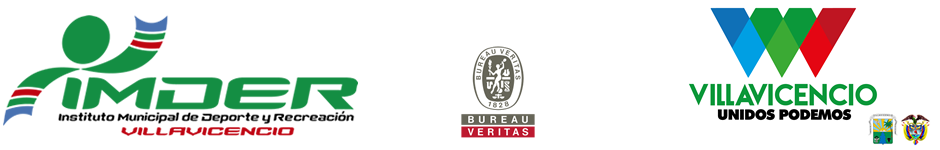 IMDER
Instituto Municipal de Deporte y Recreación
VILLAVICENCIO
BUREAU VERITAS
1828
BUREAU
VERITAS
VILLAVICENCIO
UNIDOS PODEMOS